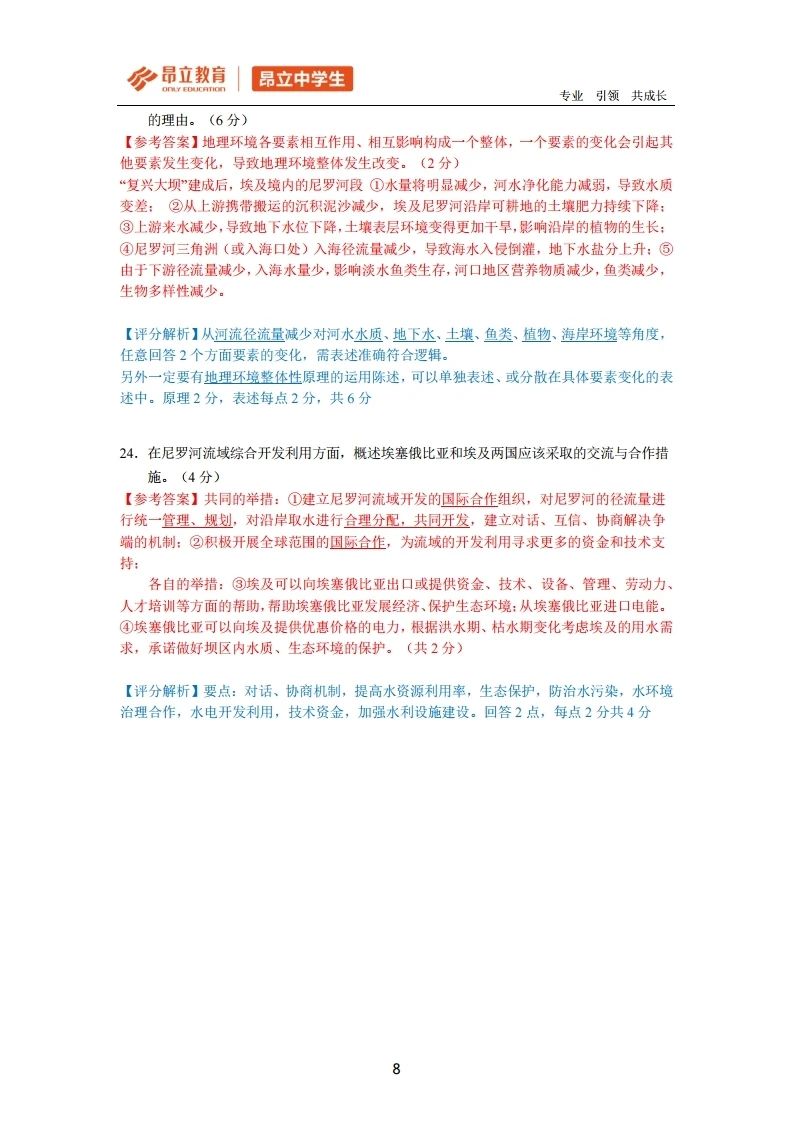 昂立教育
ONLY EDUCATION
昂立中学生
专业 引领 共成长
的理由。（6 分）
【参考答案】地理环境各要素相互作用、相互影响构成一个整体，一个要素的变化会引起其
他要素发生变化，导致地理环境整体发生改变。（2 分）
“复兴大坝”建成后，埃及境内的尼罗河段 ①水量将明显减少，河水净化能力减弱，导致水质
变差； ②从上游携带搬运的沉积泥沙减少，埃及尼罗河沿岸可耕地的土壤肥力持续下降；
③上游来水减少，导致地下水位下降，土壤表层环境变得更加干旱，影响沿岸的植物的生长；
④尼罗河三角洲（或入海口处）入海径流量减少，导致海水入侵倒灌，地下水盐分上升；⑤
由于下游径流量减少，入海水量少，影响淡水鱼类生存，河口地区营养物质减少，鱼类减少，
生物多样性减少。
【评分解析】从河流径流量减少对河水水质、地下水、土壤、鱼类、植物、海岸环境等角度，
任意回答 2 个方面要素的变化，需表述准确符合逻辑。
另外一定要有地理环境整体性原理的运用陈述，可以单独表述、或分散在具体要素变化的表
述中。原理 2 分，表述每点 2 分，共 6 分
24．在尼罗河流域综合开发利用方面，概述埃塞俄比亚和埃及两国应该采取的交流与合作措
施。（4 分）
【参考答案】共同的举措：①建立尼罗河流域开发的国际合作组织，对尼罗河的径流量进
行统一管理、规划，对沿岸取水进行合理分配，共同开发，建立对话、互信、协商解决争
端的机制；②积极开展全球范围的国际合作，为流域的开发利用寻求更多的资金和技术支
持；
各自的举措：③埃及可以向埃塞俄比亚出口或提供资金、技术、设备、管理、劳动力、
人才培训等方面的帮助，帮助埃塞俄比亚发展经济、保护生态环境；从埃塞俄比亚进口电能。
④埃塞俄比亚可以向埃及提供优惠价格的电力，根据洪水期、枯水期变化考虑埃及的用水需
求，承诺做好坝区内水质、生态环境的保护。（共 2 分）
【评分解析】要点：对话、协商机制，提高水资源利用率，生态保护，防治水污染，水环境
治理合作，水电开发利用，技术资金，加强水利设施建设。回答 2 点，每点 2 分共 4 分
8